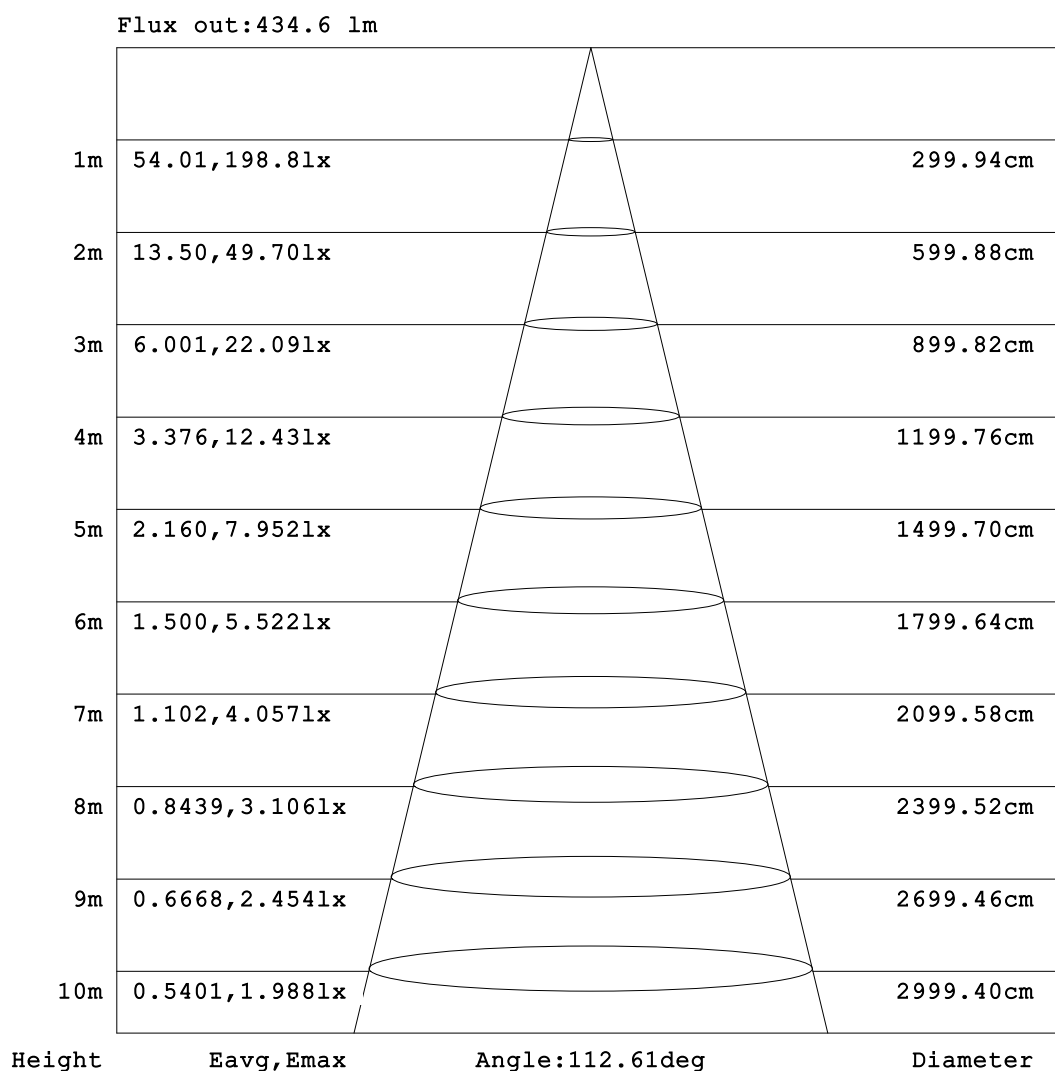 Flux out:434.6 lm
1m 54.01,198.8lx 299.94cm
2m 13.50,49.70lx 599.88cm
3m 6.001,22.09lx 899.82cm
4m 3.376,12.43lx 1199.76cm
5m 2.160,7.952lx 1499.70cm
6m 1.500,5.522lx 1799.64cm
7m 1.102,4.057lx 2099.58cm
8m 0.8439,3.106lx 2399.52cm
9m 0.6668,2.454lx 2699.46cm
10m 0.5401,1.988lx 2999.40cm
Height Eavg,Emax Angle:112.61deg Diameter